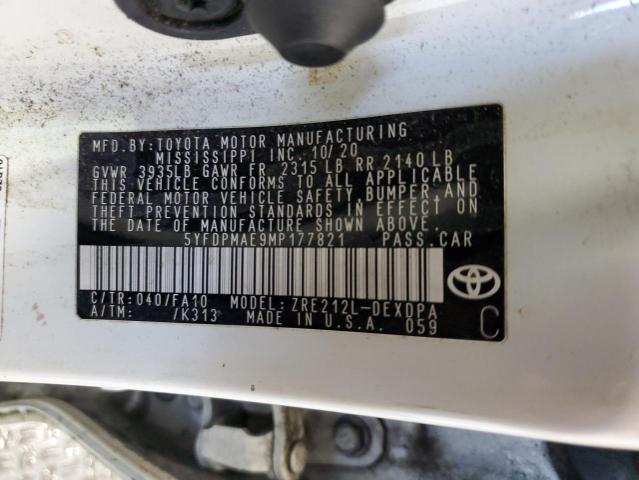 MFD. BY: TOYOTA MOTOR MANUFACTURING
MISSISSIPPI INC. 10/20
GVWR 3935LB GAWR FR 2315 LB RR 2140 LB
THIS VEHICLE CONFORMS TO ALL APPLICABLE
FEDERAL MOTOR VEHICLE SAFETY, BUMPER, AND
THEFT PREVENTION STANDARDS IN EFFECT ON
THE DATE OF MANUFACTURE SHOWN ABOVE.
5YFDPMAE9MP177821 PASS. CAR
C/TR: 040/FA10 MODEL: ZRE212L-DEXDPA
A/TM: /K313 MADE IN U.S.A. 059
C